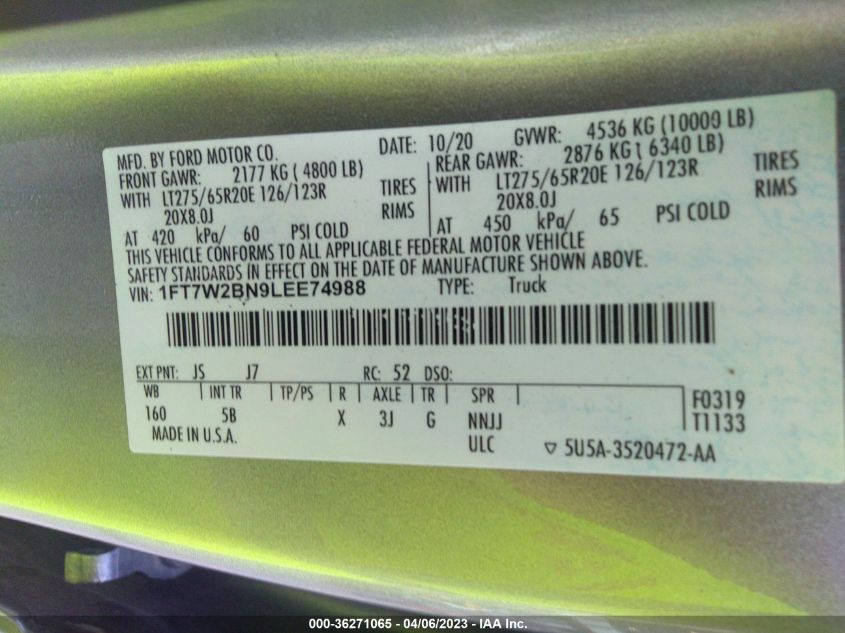 MFD. BY FORD MOTOR CO. DATE: 10/20 GVWR: 4536 KG (10000 LB)
FRONT GAWR: 2177 KG ( 4800 LB) REAR GAWR: 2876 KG ( 6340 LB)
WITH LT275/65R20E 126/123R TIRES WITH LT275/65R20E 126/123R TIRES
20X8.0J RIMS 20X8.0J RIMS
AT 420 kPa/ 60 PSI COLD AT 450 kPa/ 65 PSI COLD
THIS VEHICLE CONFORMS TO ALL APPLICABLE FEDERAL MOTOR VEHICLE
SAFETY STANDARDS IN EFFECT ON THE DATE OF MANUFACTURE SHOWN ABOVE.
VIN: 1FT7W2BN9LEE74988 TYPE: Truck
EXT PNT: JS J7 RC: 52 DSO:
WB INT TR TP/PS R AXLE TR SPR F0319
160 5B X 3J G NNJJ T1133
MADE IN U.S.A. ULC 5U5A-3520472-AA
000-36271065 - 04/06/2023 - IAA Inc.